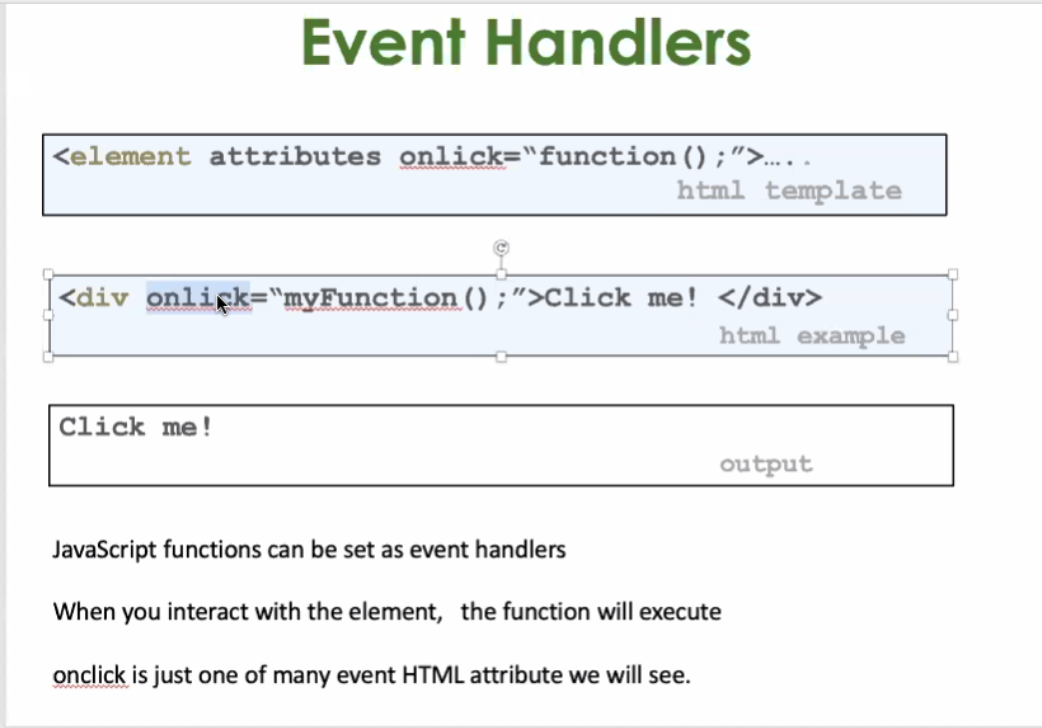 Event Handlers
<element attributes onlick=“function();”>…..
html template
<div onlick=“myFunction();”>Click me! </div>
html example
Click me!
output
JavaScript functions can be set as event handlers
When you interact with the element, the function will execute
onclick is just one of many event HTML attribute we will see.